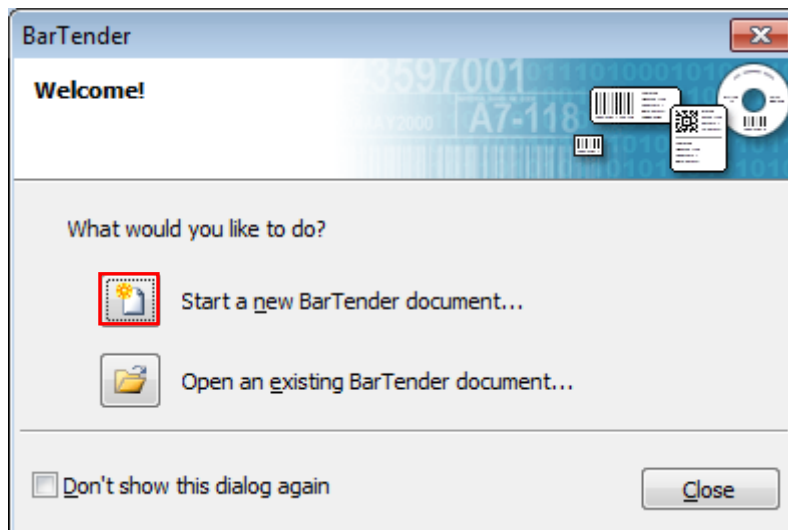 BarTender
Welcome!
3597001
A7-118
What would you like to do?
Start a new BarTender document...
Open an existing BarTender document...
Don't show this dialog again
Close